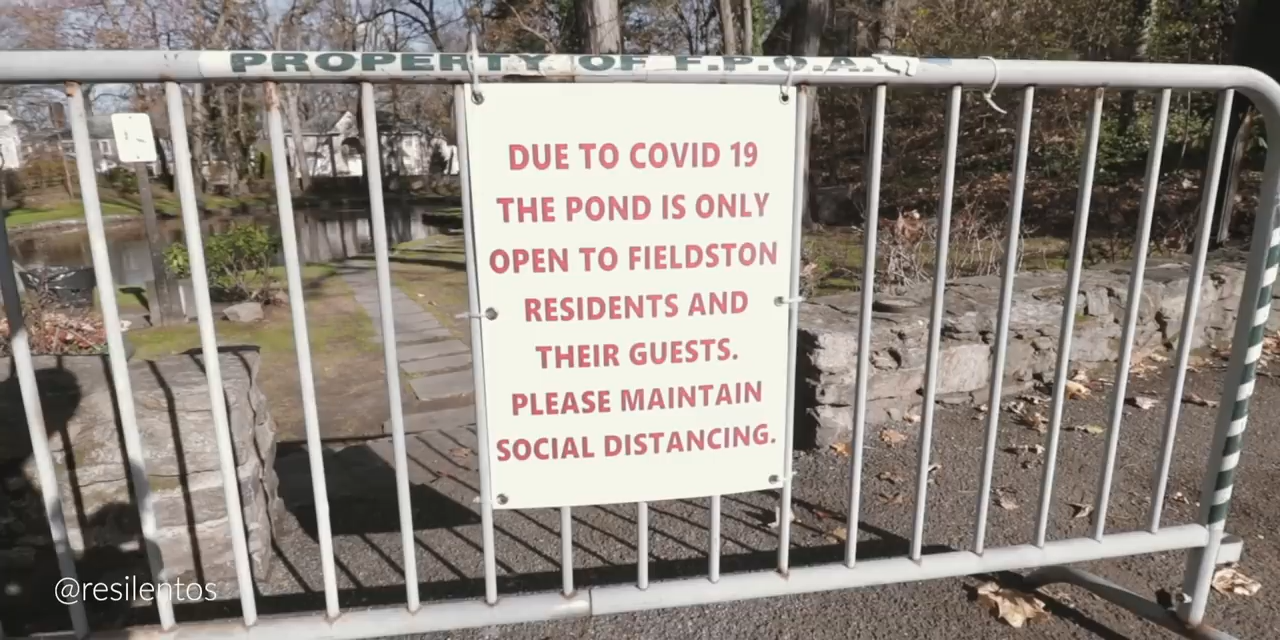 PROPERTY OF F.P.O.A.
DUE TO COVID 19
THE POND IS ONLY
OPEN TO FIELDSTON
RESIDENTS AND
THEIR GUESTS.
PLEASE MAINTAIN
SOCIAL DISTANCING.
@resilentos